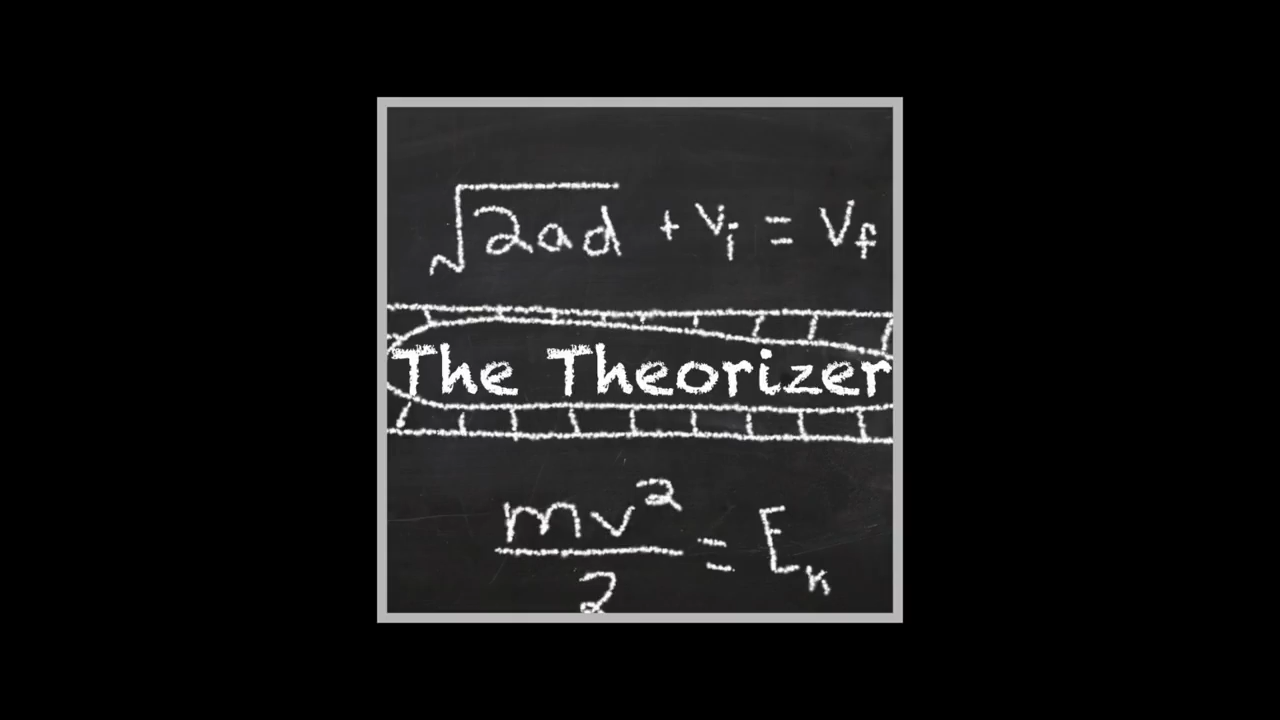 √2ad + Vi = Vf
The Theorizer
mv²
2
= Ek